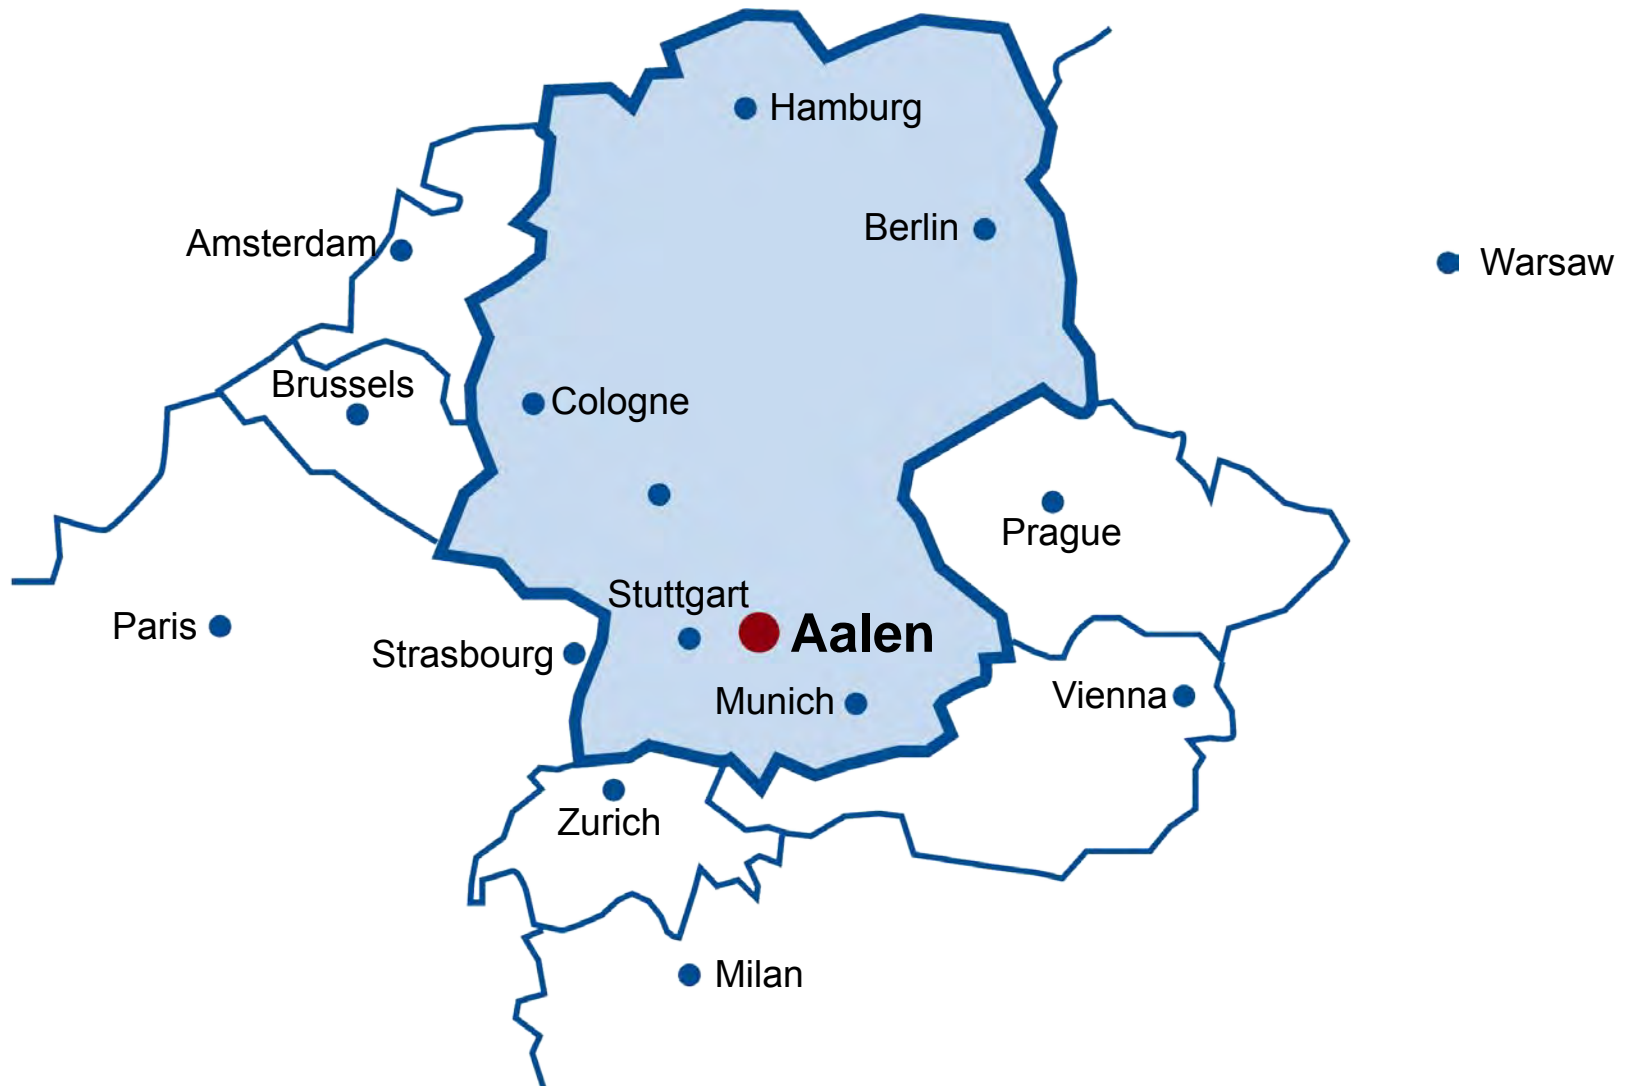 Hamburg
Berlin
Amsterdam
Warsaw
Brussels
Cologne
Prague
Stuttgart
Paris
Aalen
Strasbourg
Vienna
Munich
Zurich
Milan